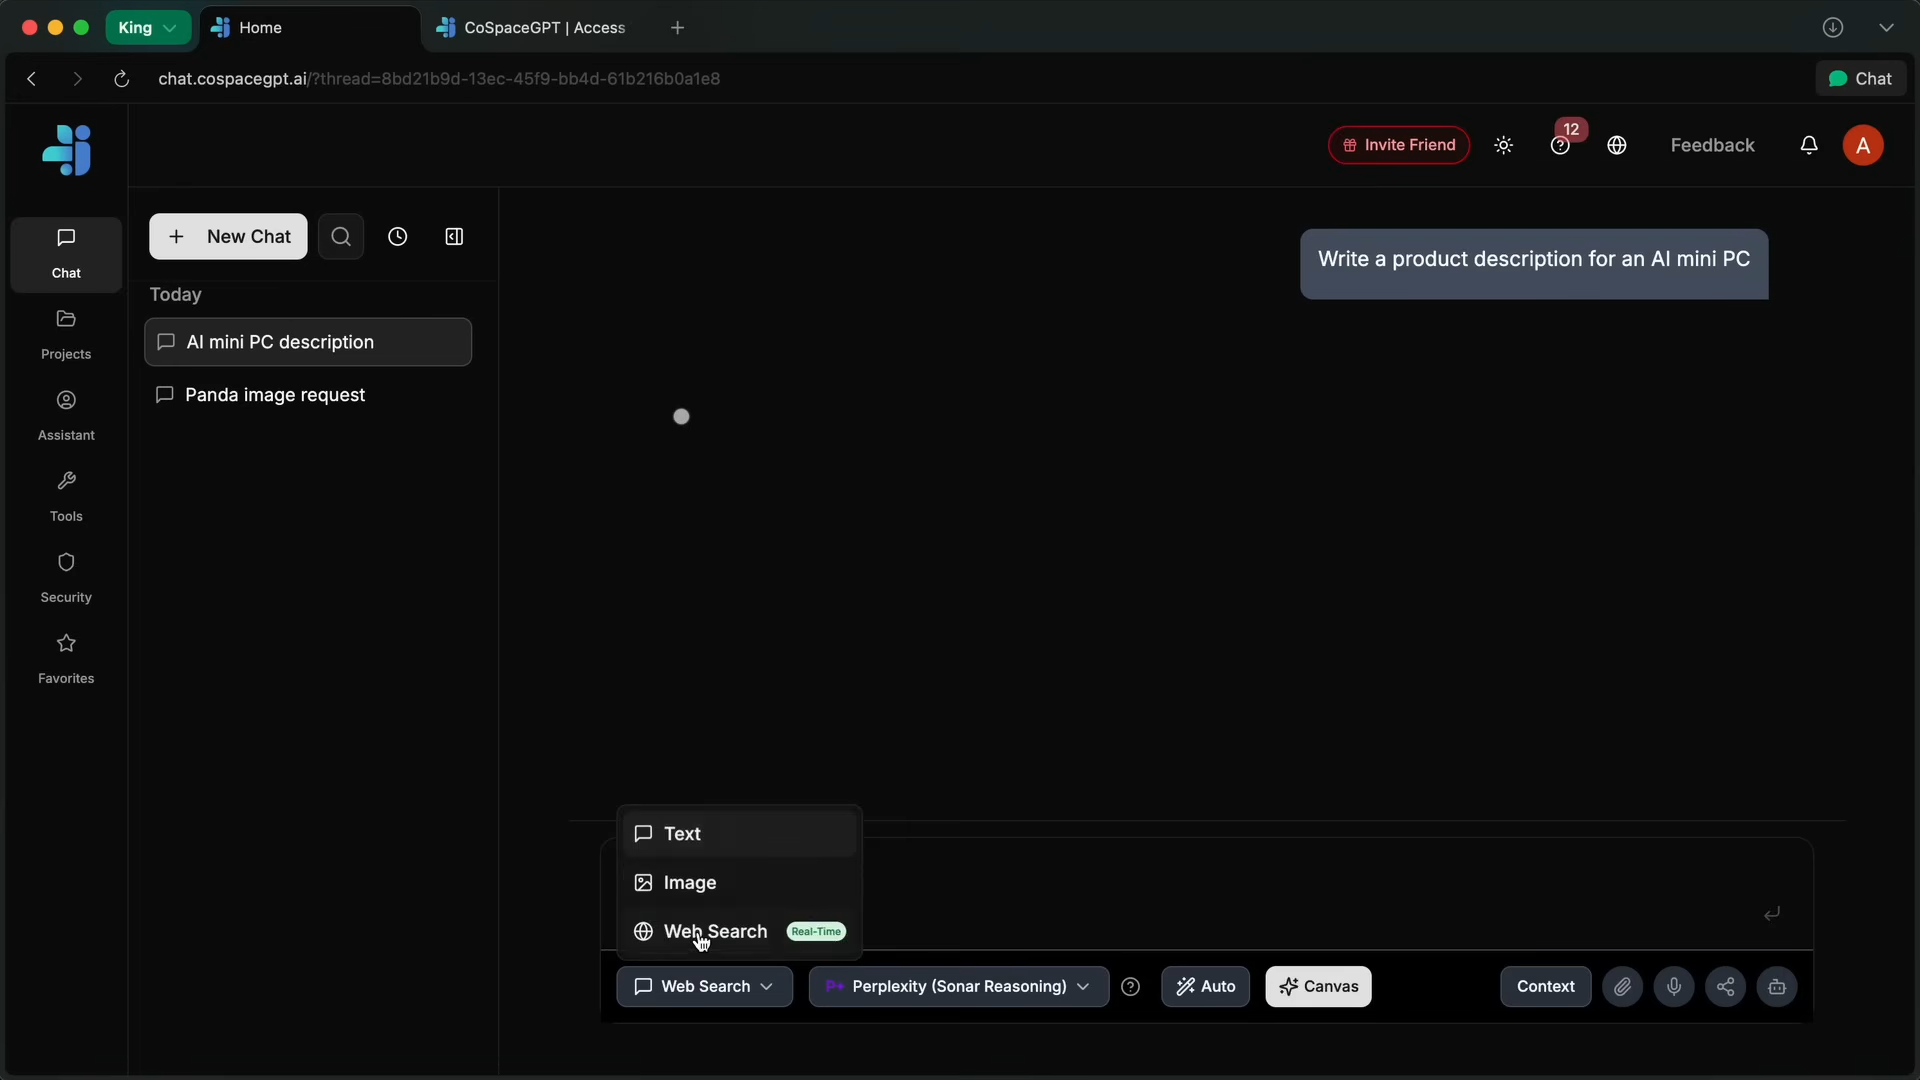 King
Home
CoSpaceGPT | Access
chat.cospacegpt.ai/?thread=8bd21b9d-13ec-45f9-bb4d-61b216b0a1e8
Chat
Invite Friend
12
Feedback
A
Chat
Projects
Assistant
Tools
Security
Favorites
New Chat
Today
AI mini PC description
Panda image request
Write a product description for an AI mini PC
Text
Image
Web Search Real-Time
Web Search
Perplexity (Sonar Reasoning)
Auto
Canvas
Context